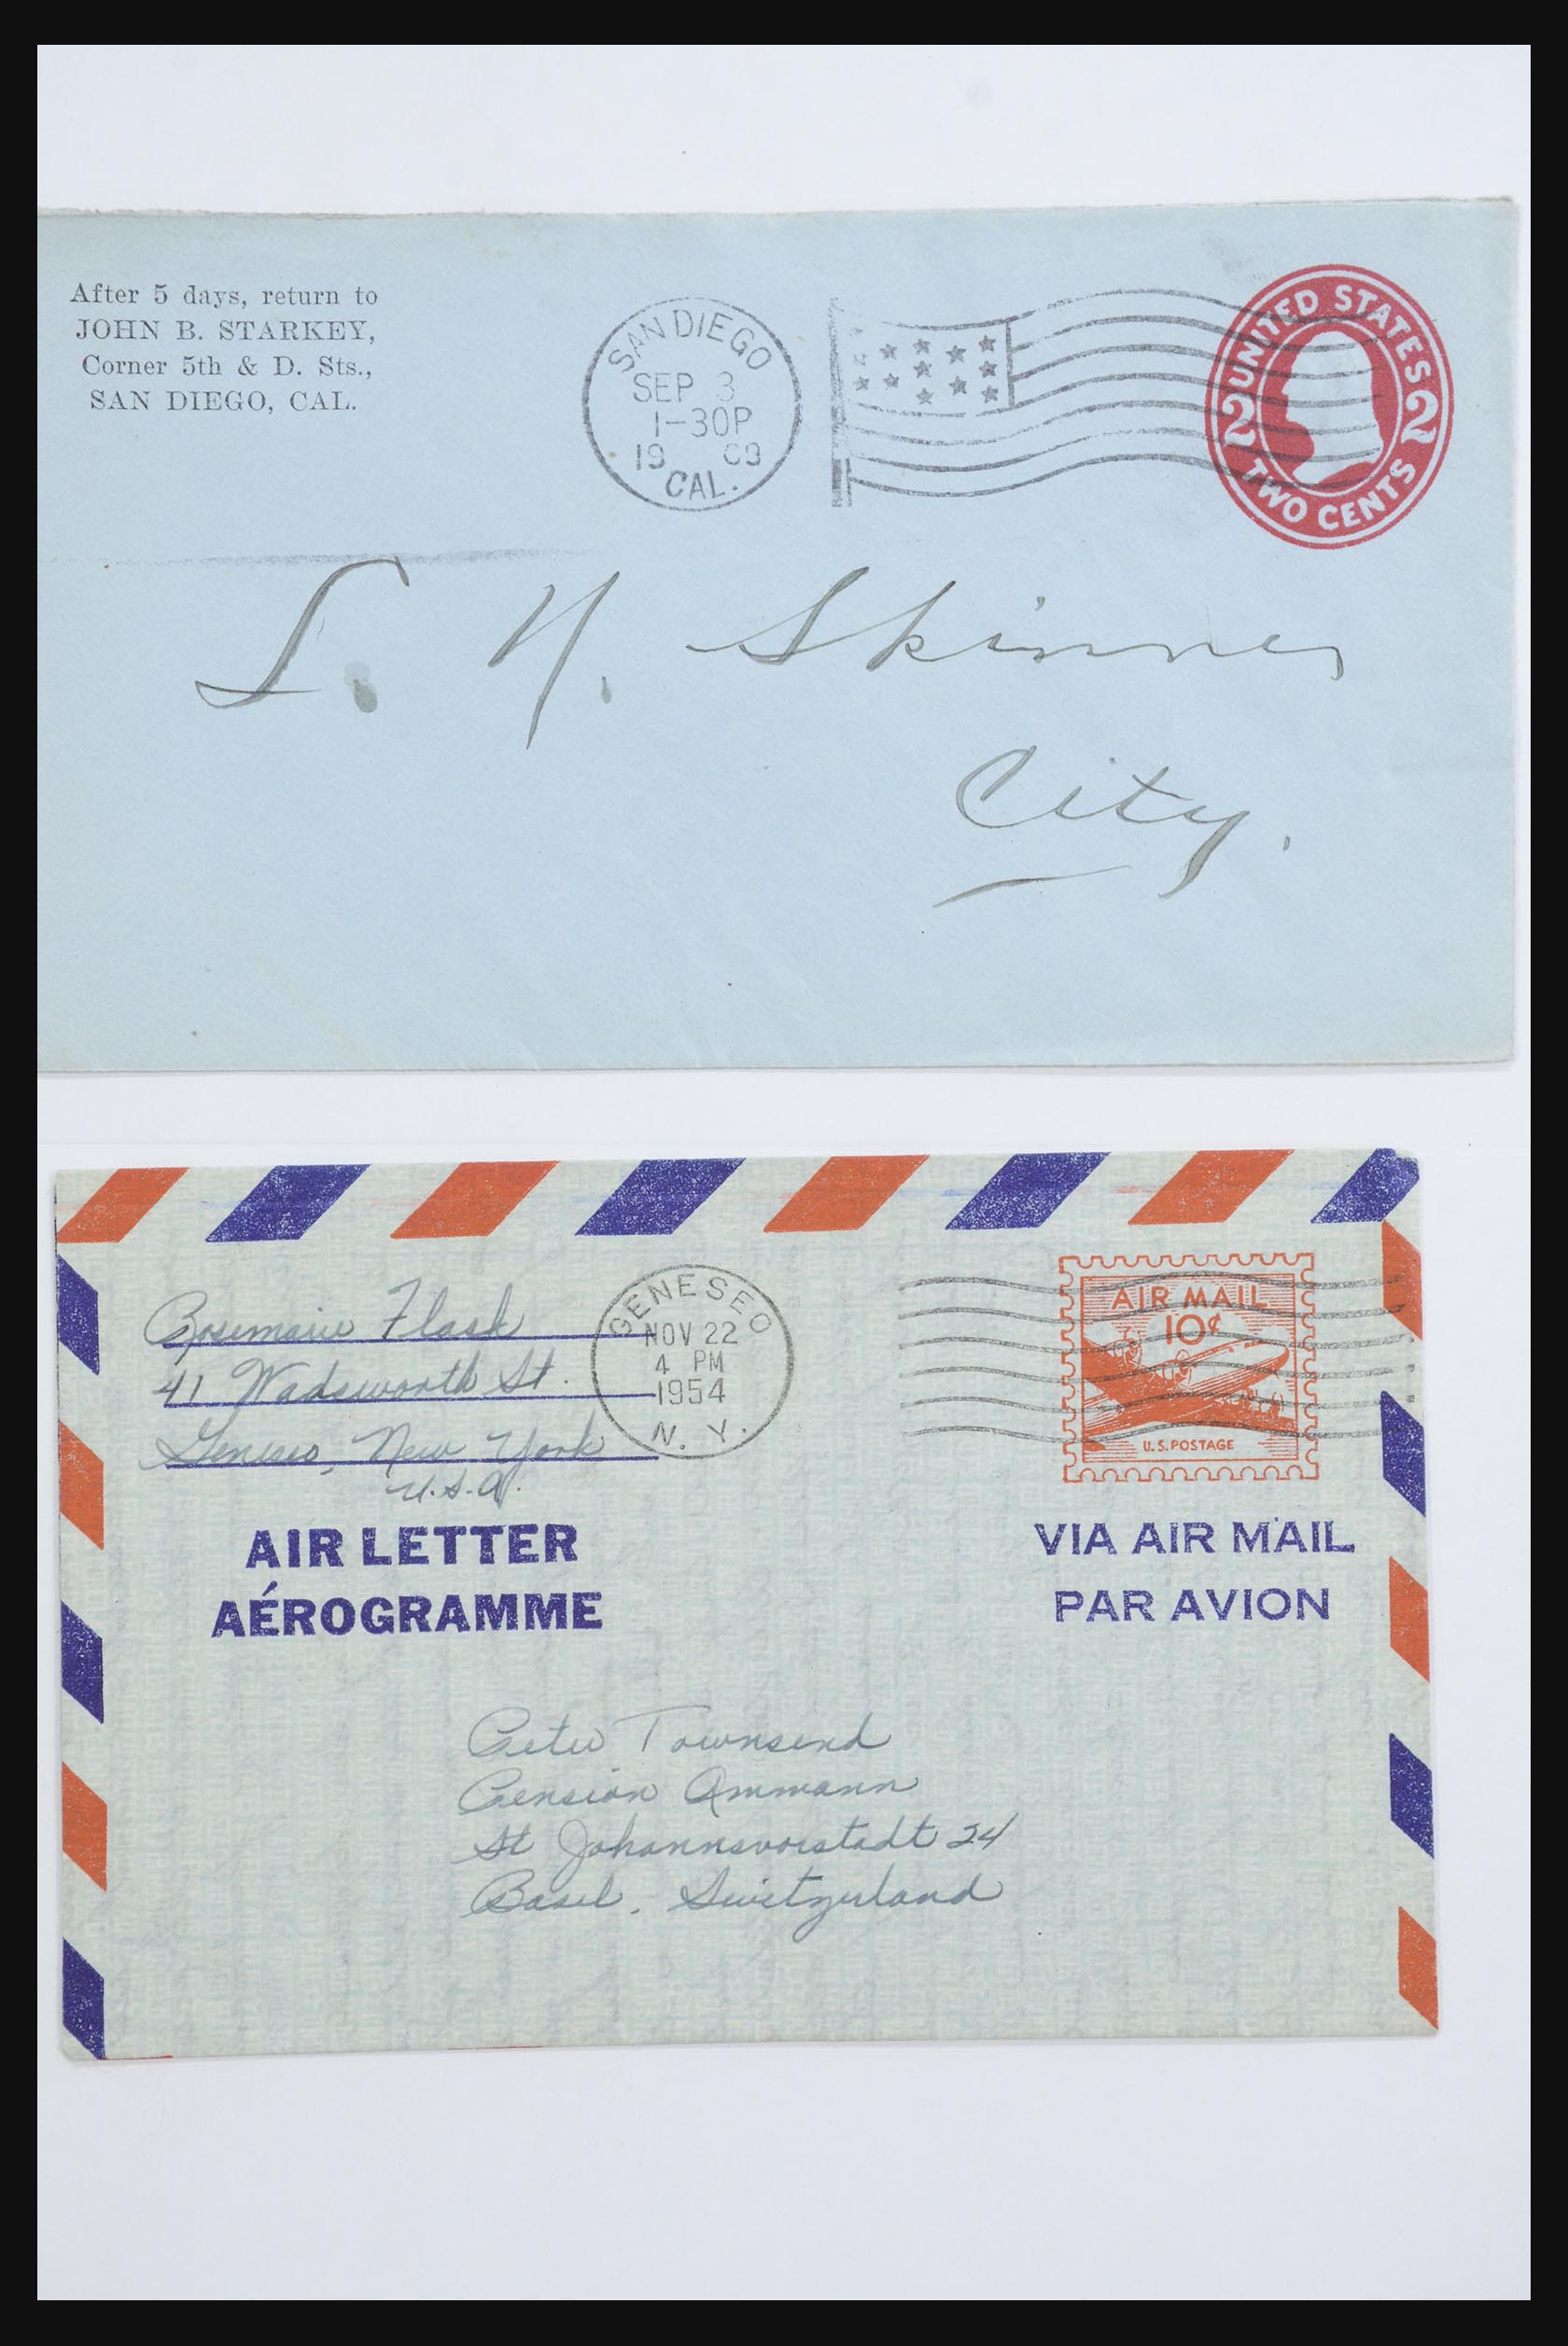 After 5 days, return to
JOHN B. STARKEY,
Corner 5th & D. Sts.,
SAN DIEGO, CAL.
SAN DIEGO
SEP 3
1-30P
19 09
CAL.
UNITED STATES
2 2
TWO CENTS
Skinner
City.
Rosemarie Flask
41 Wadsworth St.
Geneseo, New York
U.S.A.
GENESEO
NOV 22
4 PM
1954
N. Y.
AIR MAIL
10¢
U.S. POSTAGE
AIR LETTER
AÉROGRAMME
VIA AIR MAIL
PAR AVION
Peter Townsend
Pension Ammann
St Johannsvorstadt 24
Basel, Switzerland